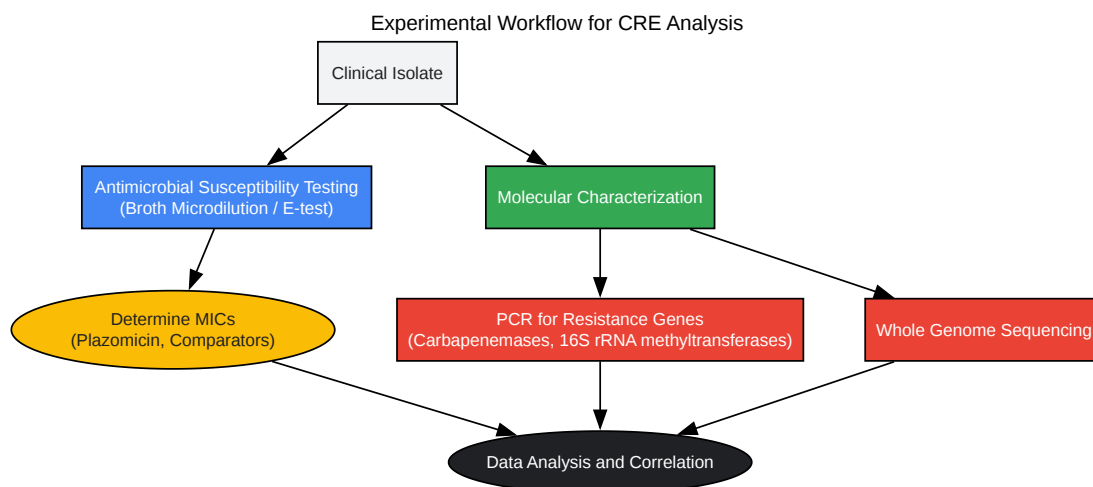 Experimental Workflow for CRE Analysis
Clinical Isolate
Antimicrobial Susceptibility Testing
(Broth Microdilution / E-test)
Molecular Characterization
Determine MICs
(Plazomicin, Comparators)
PCR for Resistance Genes
(Carbapenemases, 16S rRNA methyltransferases)
Whole Genome Sequencing
Data Analysis and Correlation